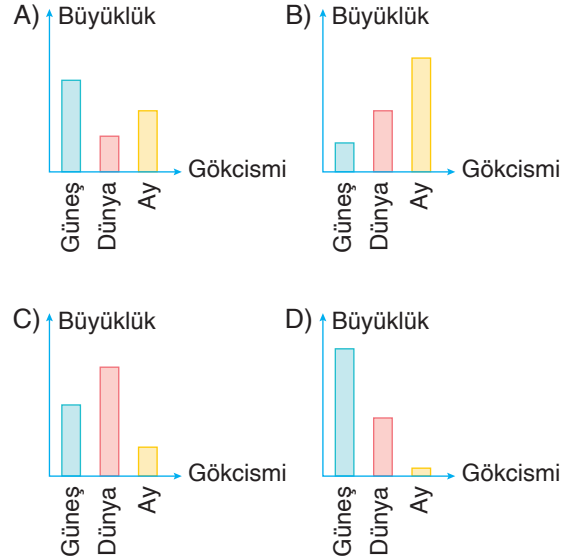 A) Büyüklük
Gökcismi
Güneş
Dünya
Ay
B) Büyüklük
Gökcismi
Güneş
Dünya
Ay
C) Büyüklük
Gökcismi
Güneş
Dünya
Ay
D) Büyüklük
Gökcismi
Güneş
Dünya
Ay